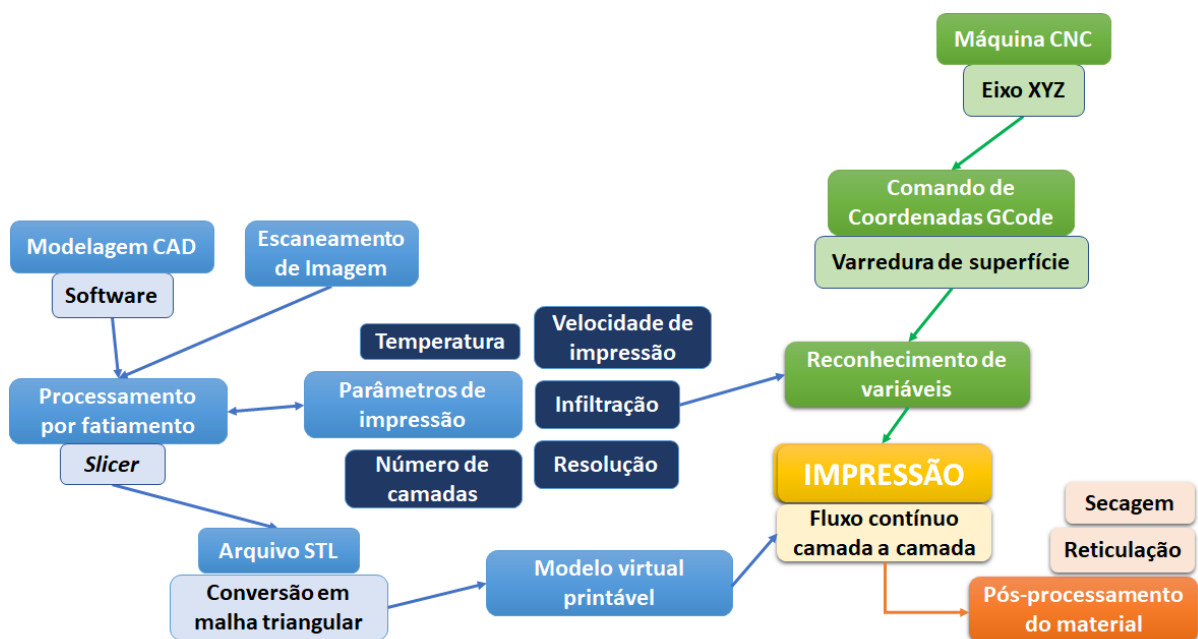 Máquina CNC
Eixo XYZ
Comando de
Coordenadas GCode
Varredura de superfície
Modelagem CAD
Software
Escaneamento
de Imagem
Temperatura
Velocidade de
impressão
Reconhecimento de
variáveis
Processamento
por fatiamento
Slicer
Parâmetros de
impressão
Infiltração
Número de
camadas
Resolução
IMPRESSÃO
Fluxo contínuo
camada a camada
Secagem
Reticulação
Arquivo STL
Conversão em
malha triangular
Modelo virtual
printável
Pós-processamento
do material